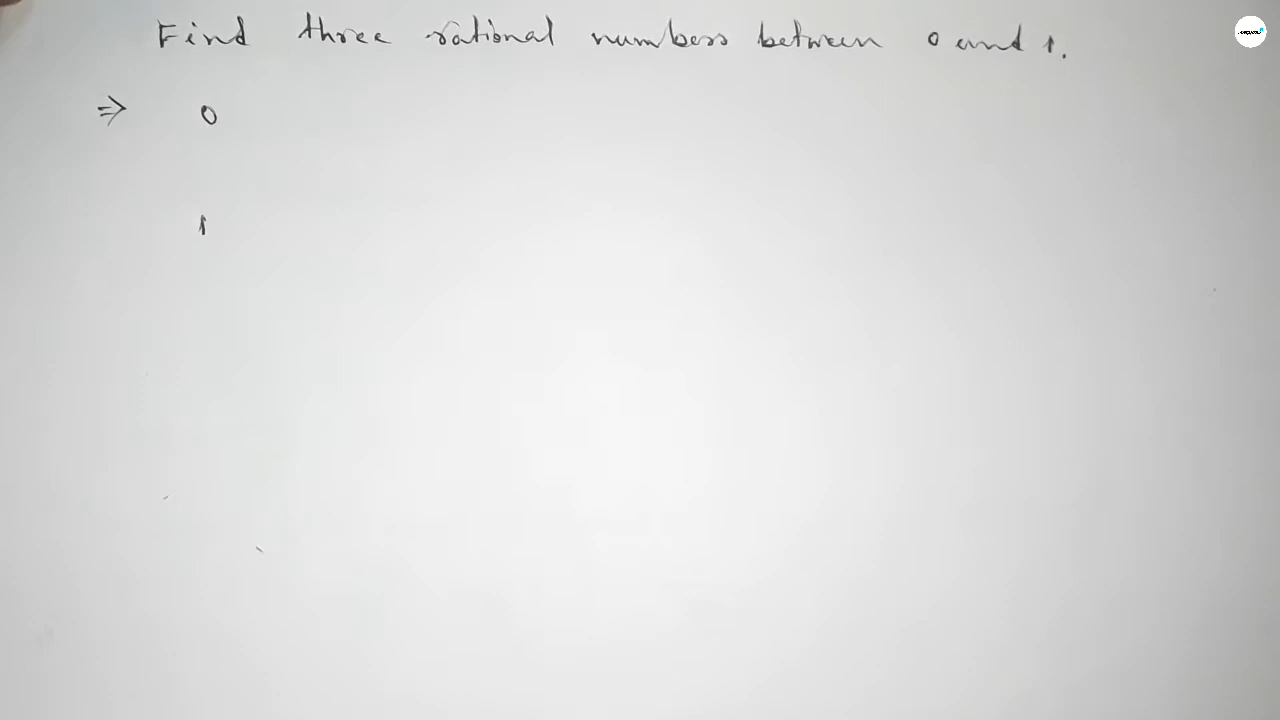 Find three rational numbers between 0 and 1.
⇒ 0
1